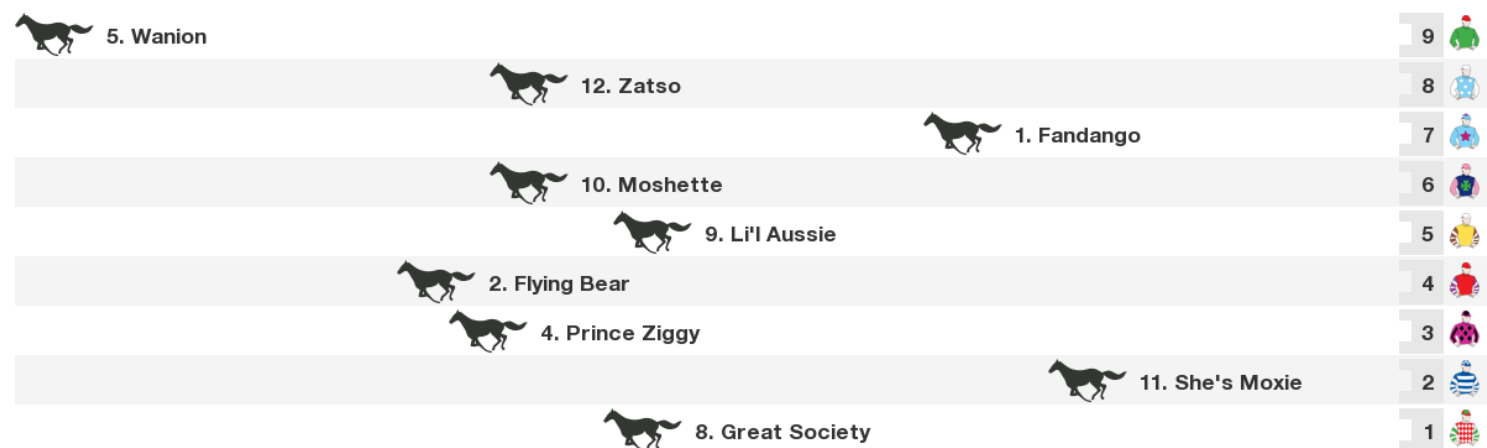 5. Wanion 9
12. Zatso 8
1. Fandango 7
10. Moshette 6
9. Li'l Aussie 5
2. Flying Bear 4
4. Prince Ziggy 3
11. She's Moxie 2
8. Great Society 1